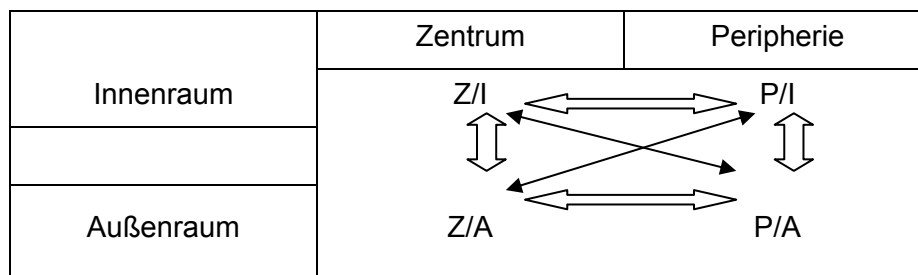 Zentrum Peripherie
Innenraum Z/I P/I
Außenraum Z/A P/A